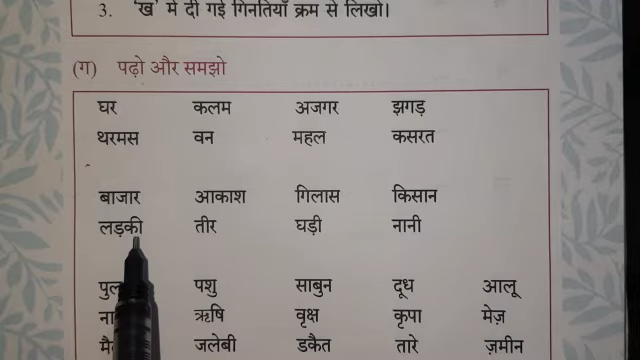 3. 'ख' में दी गई गिनतियाँ क्रम से लिखो।
(ग) पढ़ो और समझो
घर कलम अजगर झगड़
थरमस वन महल कसरत
बाजार आकाश गिलास किसान
लड़की तीर घड़ी नानी
पशु साबुन दूध आलू
ऋषि वृक्ष कृपा मेज़
जलेबी डकैत तारे ज़मीन